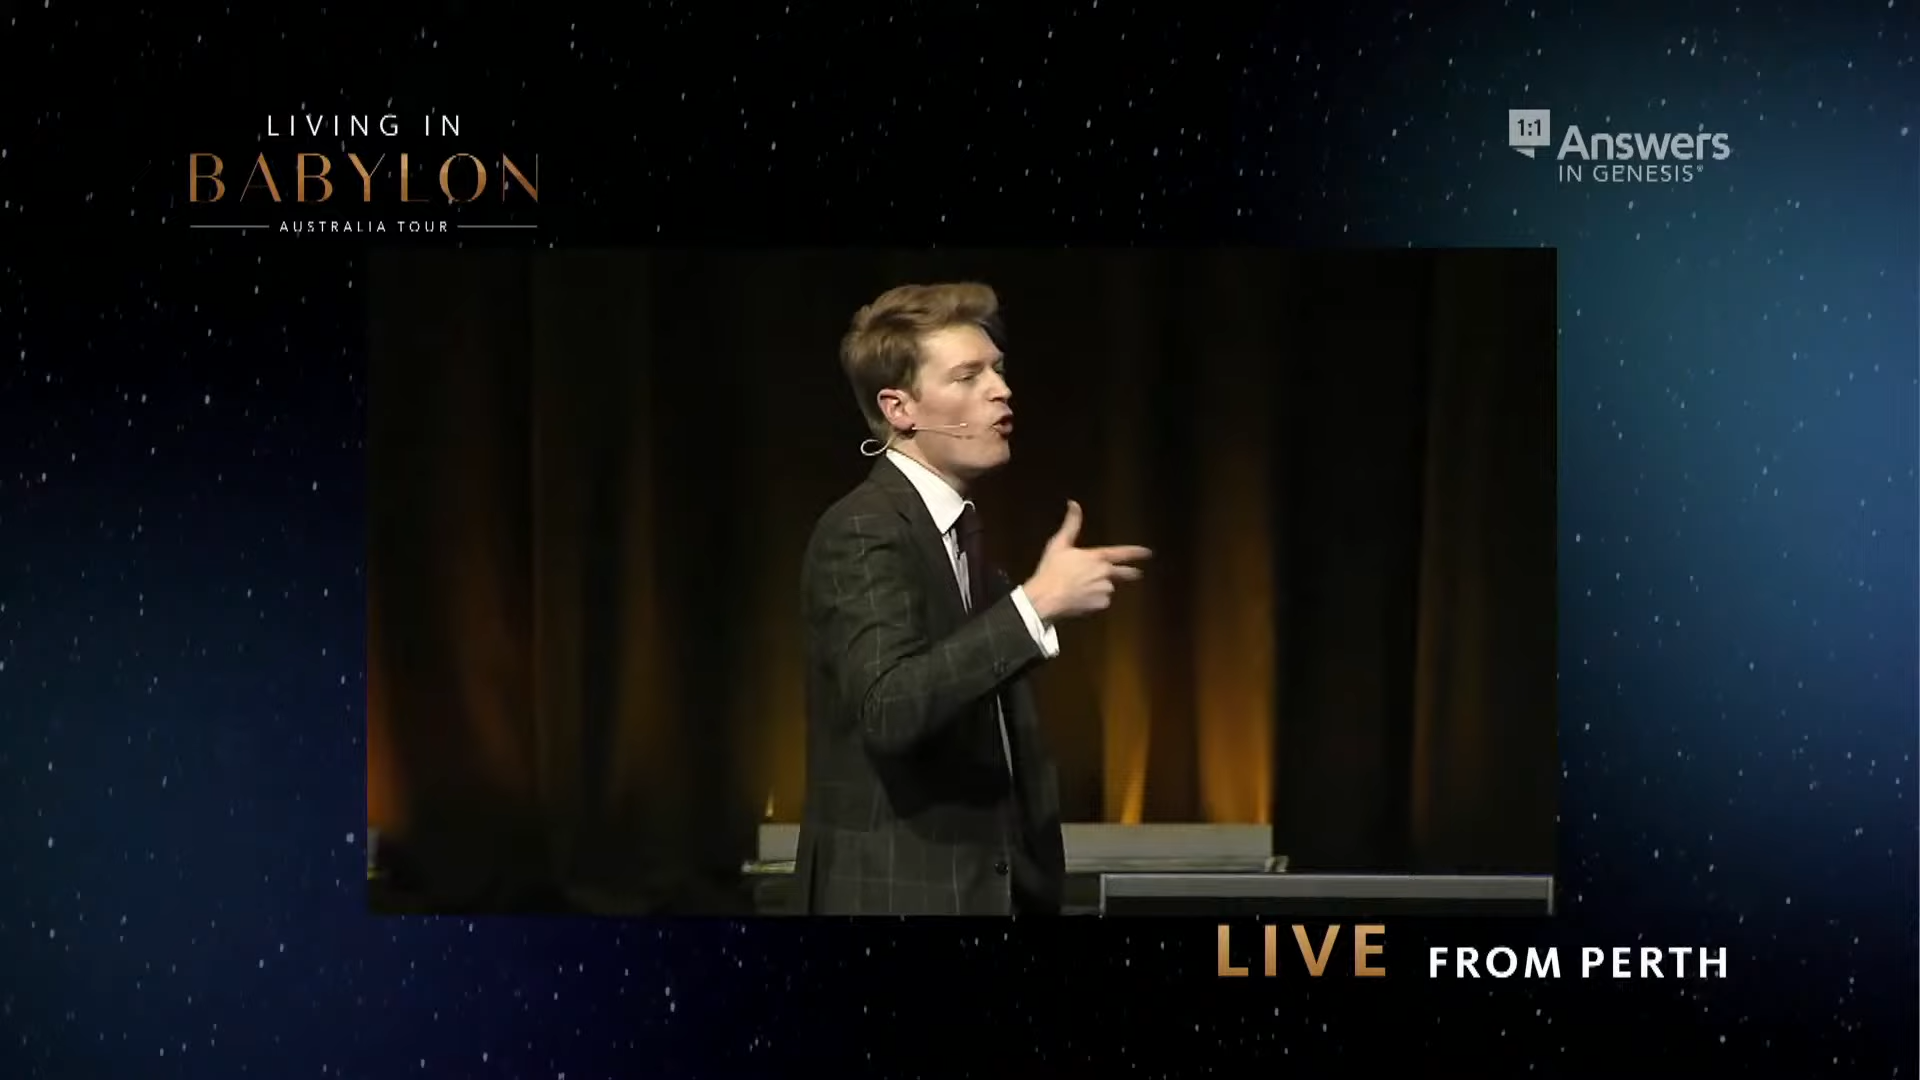 LIVING IN
BABYLON
AUSTRALIA TOUR
1:1
Answers
IN GENESIS®
LIVE FROM PERTH